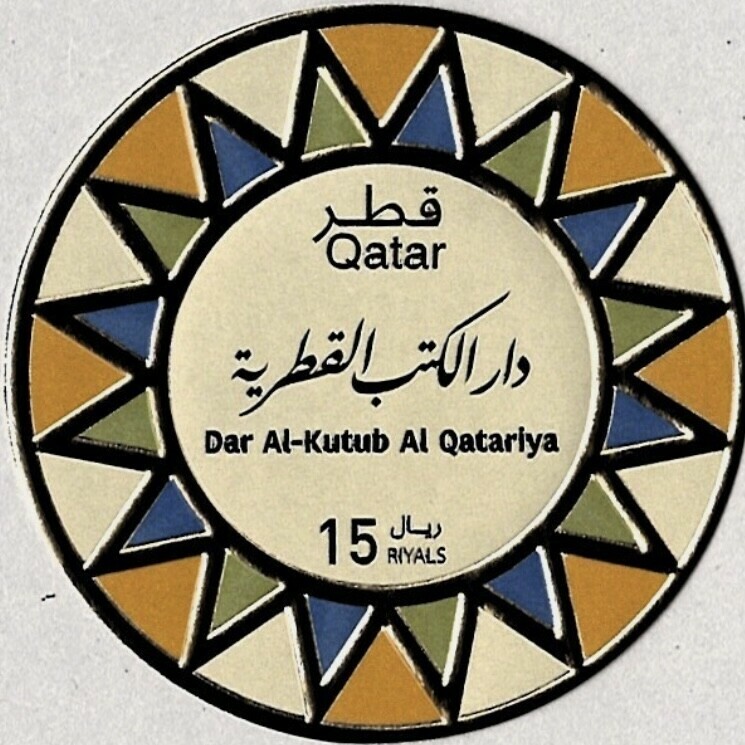 قطر
Qatar
دار الكتب القطرية
Dar Al-Kutub Al Qatariya
15 ريال
RIYALS